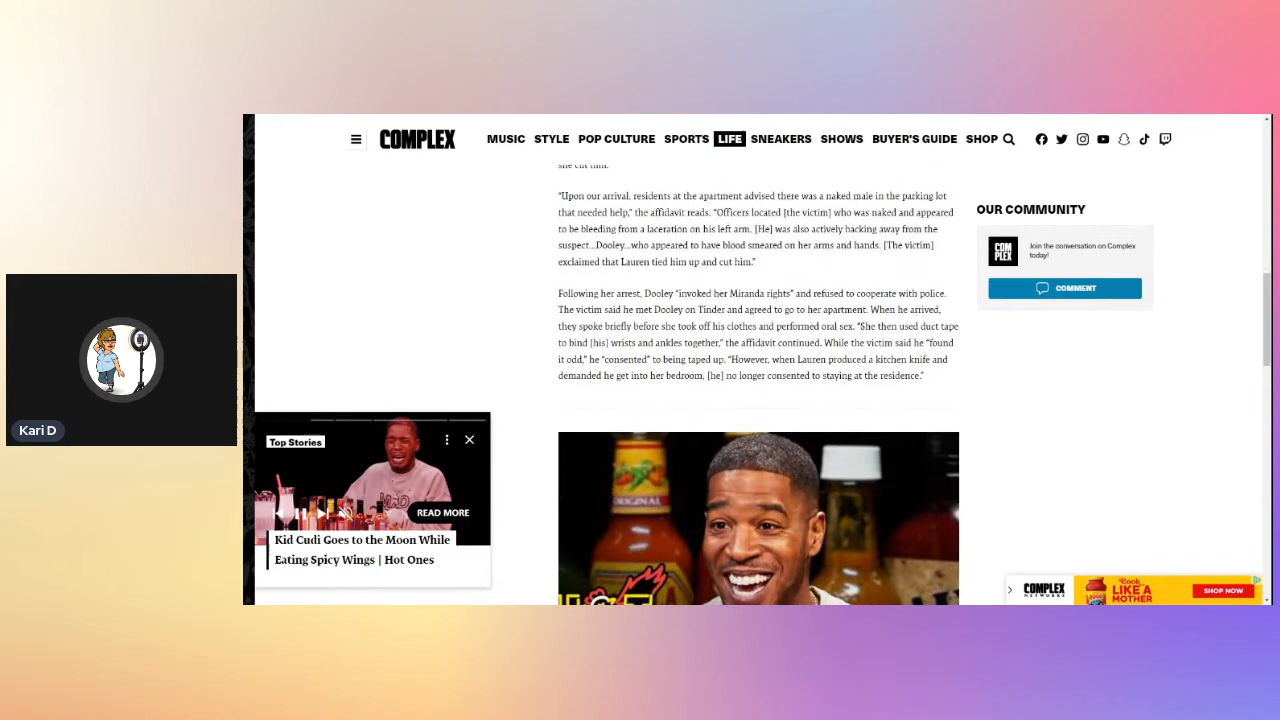 COMPLEX
MUSIC STYLE POP CULTURE SPORTS LIFE SNEAKERS SHOWS BUYER'S GUIDE SHOP
she cut him.
“Upon our arrival, residents at the apartment advised there was a naked male in the parking lot
that needed help,” the affidavit reads. “Officers located [the victim] who was naked and appeared
to be bleeding from a laceration on his left arm. [He] was also actively backing away from the
suspect...Dooley...who appeared to have blood smeared on her arms and hands. [The victim]
exclaimed that Lauren tied him up and cut him.”
Following her arrest, Dooley “invoked her Miranda rights” and refused to cooperate with police.
The victim said he met Dooley on Tinder and agreed to go to her apartment. When he arrived,
they spoke briefly before she took off his clothes and performed oral sex. “She then used duct tape
to bind [his] wrists and ankles together,” the affidavit continued. While the victim said he “found
it odd,” he “consented” to being taped up. “However, when Lauren produced a kitchen knife and
demanded he get into her bedroom, [he] no longer consented to staying at the residence.”
OUR COMMUNITY
COM
PLEX
Join the conversation on Complex
today!
COMMENT
Kari D
Top Stories
READ MORE
Kid Cudi Goes to the Moon While
Eating Spicy Wings | Hot Ones
ORIGINAL
COMPLEX
NETWORKS
Cook
LIKE A
MOTHER
SHOP NOW